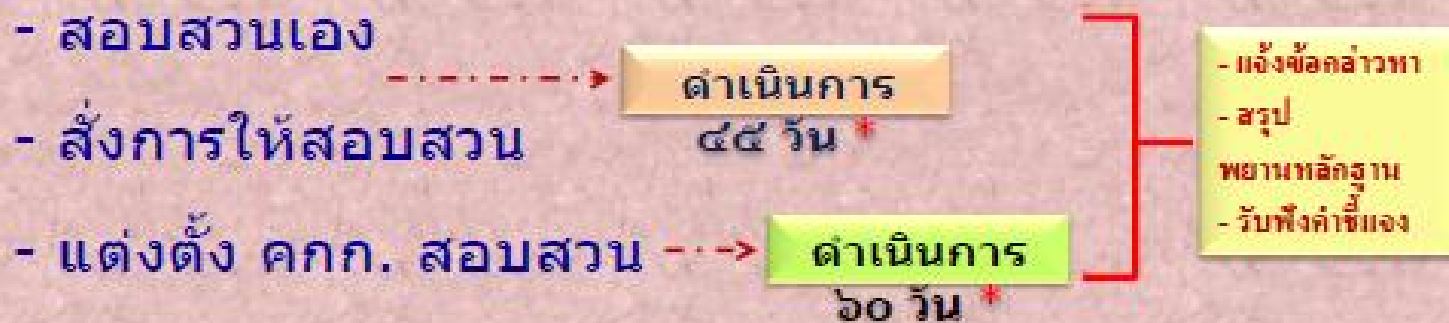 - สอบสวนเอง
ดำเนินการ
๔๕ วัน *
- สั่งการให้สอบสวน
- แต่งตั้ง คกก. สอบสวน
ดำเนินการ
๖๐ วัน *
- แจ้งข้อกล่าวหา
- สรุป
พยานหลักฐาน
- รับฟังคำชี้แจง